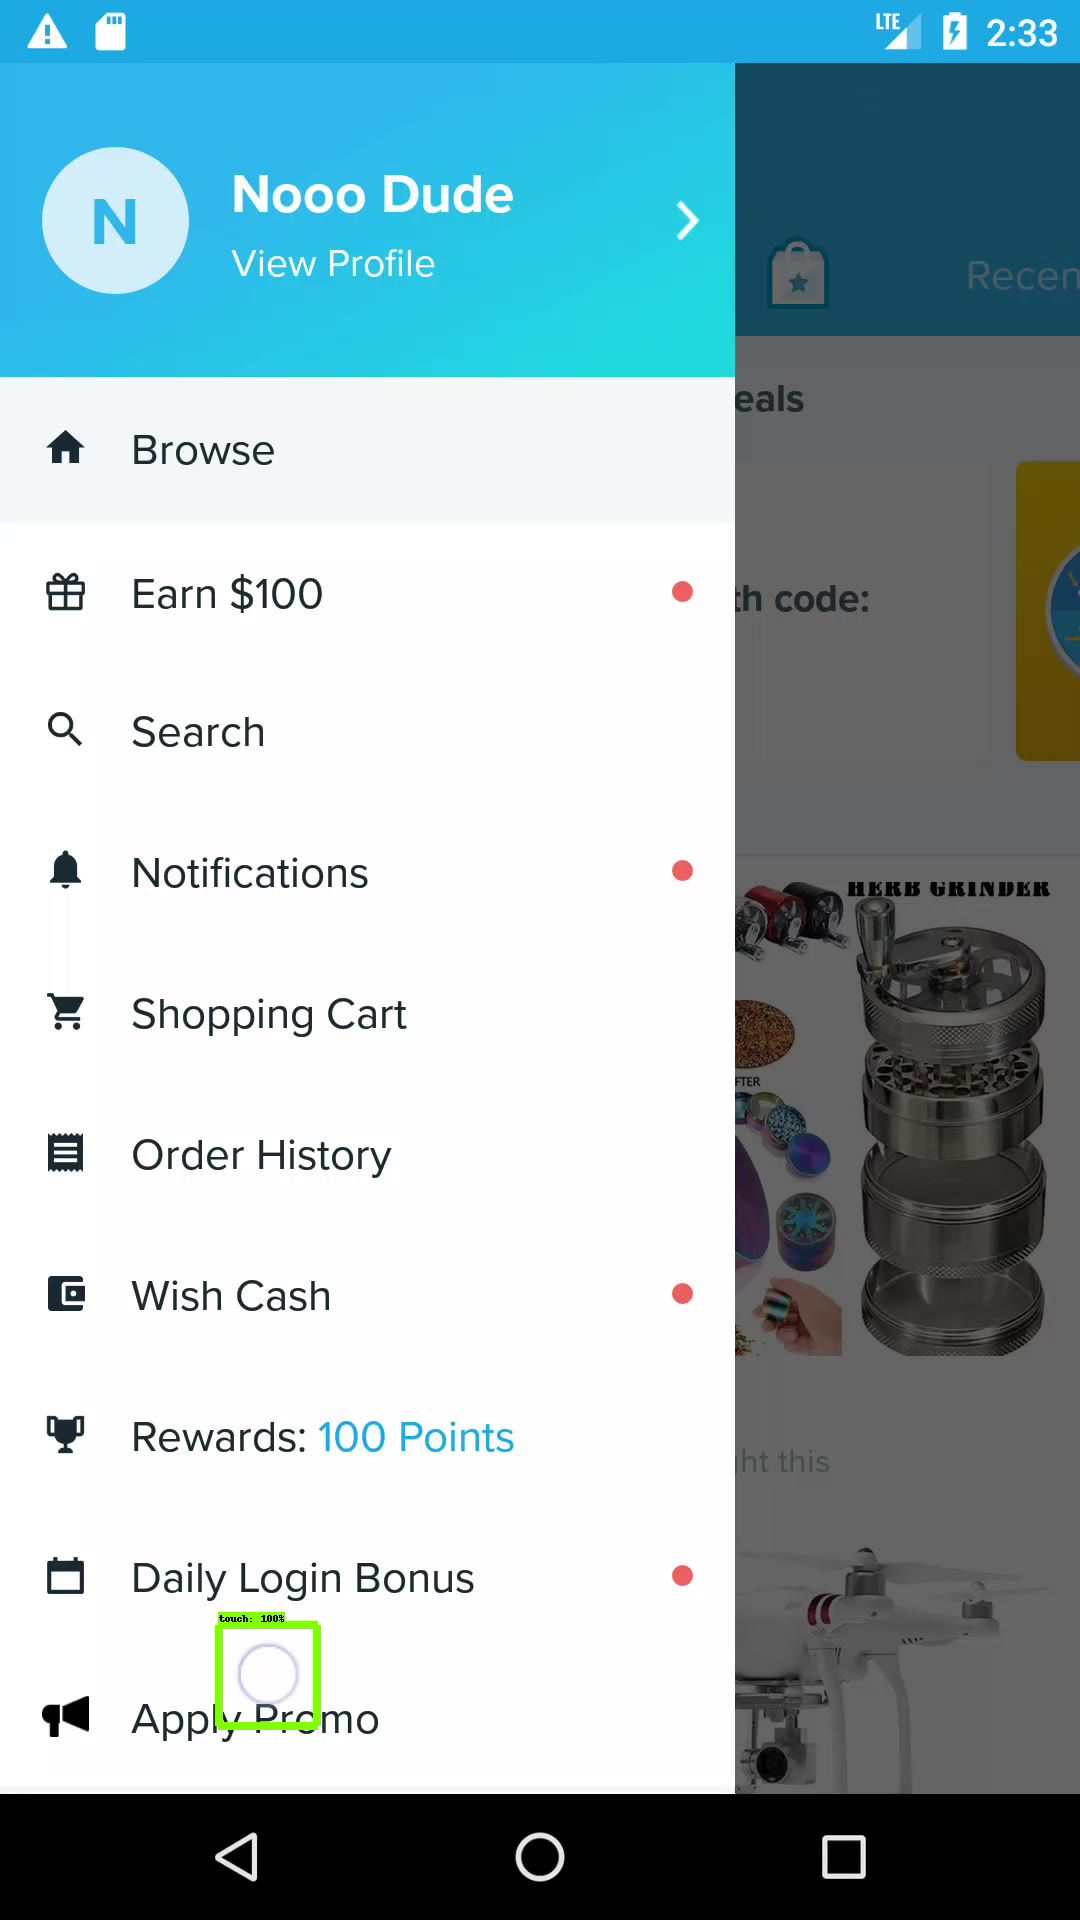 LTE 2:33
N
Nooo Dude
View Profile
Recen
eals
Browse
Earn $100
th code:
Search
Notifications
HERB GRINDER
Shopping Cart
FTER
Order History
Wish Cash
Rewards: 100 Points
ght this
Daily Login Bonus
touch: 100%
Apply Promo